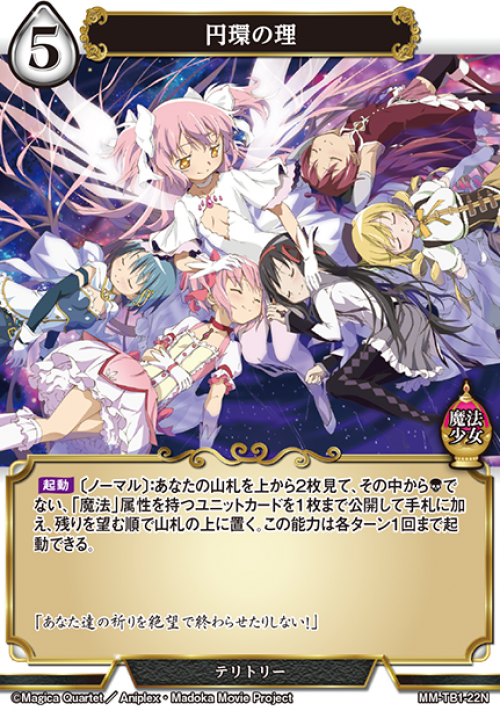 5
円環の理
魔法
少女
起動 〔ノーマル〕:あなたの山札を上から2枚見て、その中から💀で
ない、「魔法」属性を持つユニットカードを1枚まで公開して手札に加
え、残りを望む順で山札の上に置く。この能力は各ターン1回まで起
動できる。
「あなた達の祈りを絶望で終わらせたりしない!」
テリトリー
©Magica Quartet／Aniplex・Madoka Movie Project
MM-TB1-22N